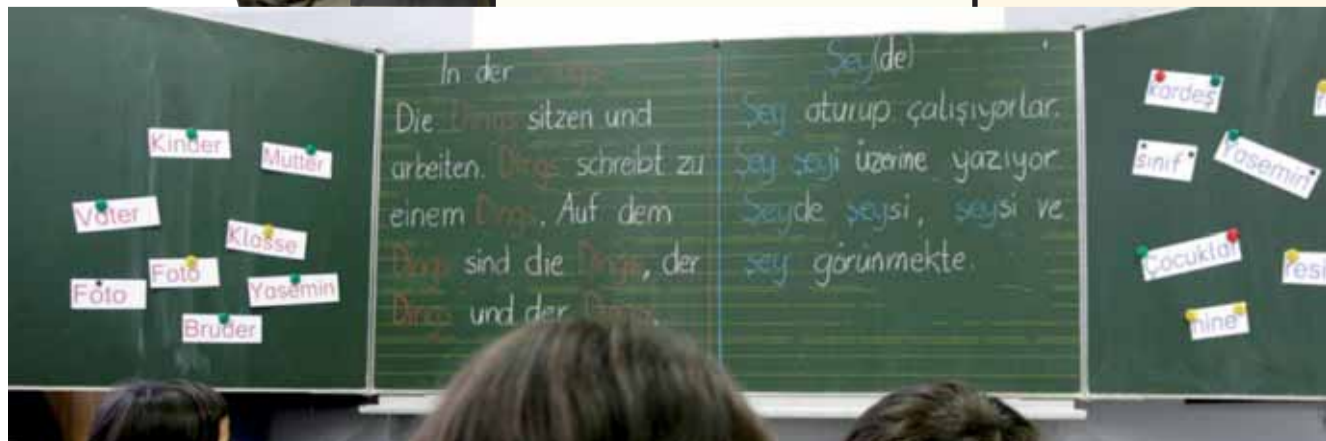 Kinder
Mutter
Vater
Klasse
Foto
Foto
Yasemin
Bruder
In der Dings
Die Dings sitzen und
arbeiten. Dings schreibt zu
einem Dings. Auf dem
Dings sind die Dings, der
Dings und der Dings.
Şey(de)
Şey oturup çalışıyorlar.
Şey şeyi üzerine yazıyor.
Şeyde şeysi, şeysi ve
şey görünmekte.
kardeş
sınıf
Yasemin
Çocuklar
nine